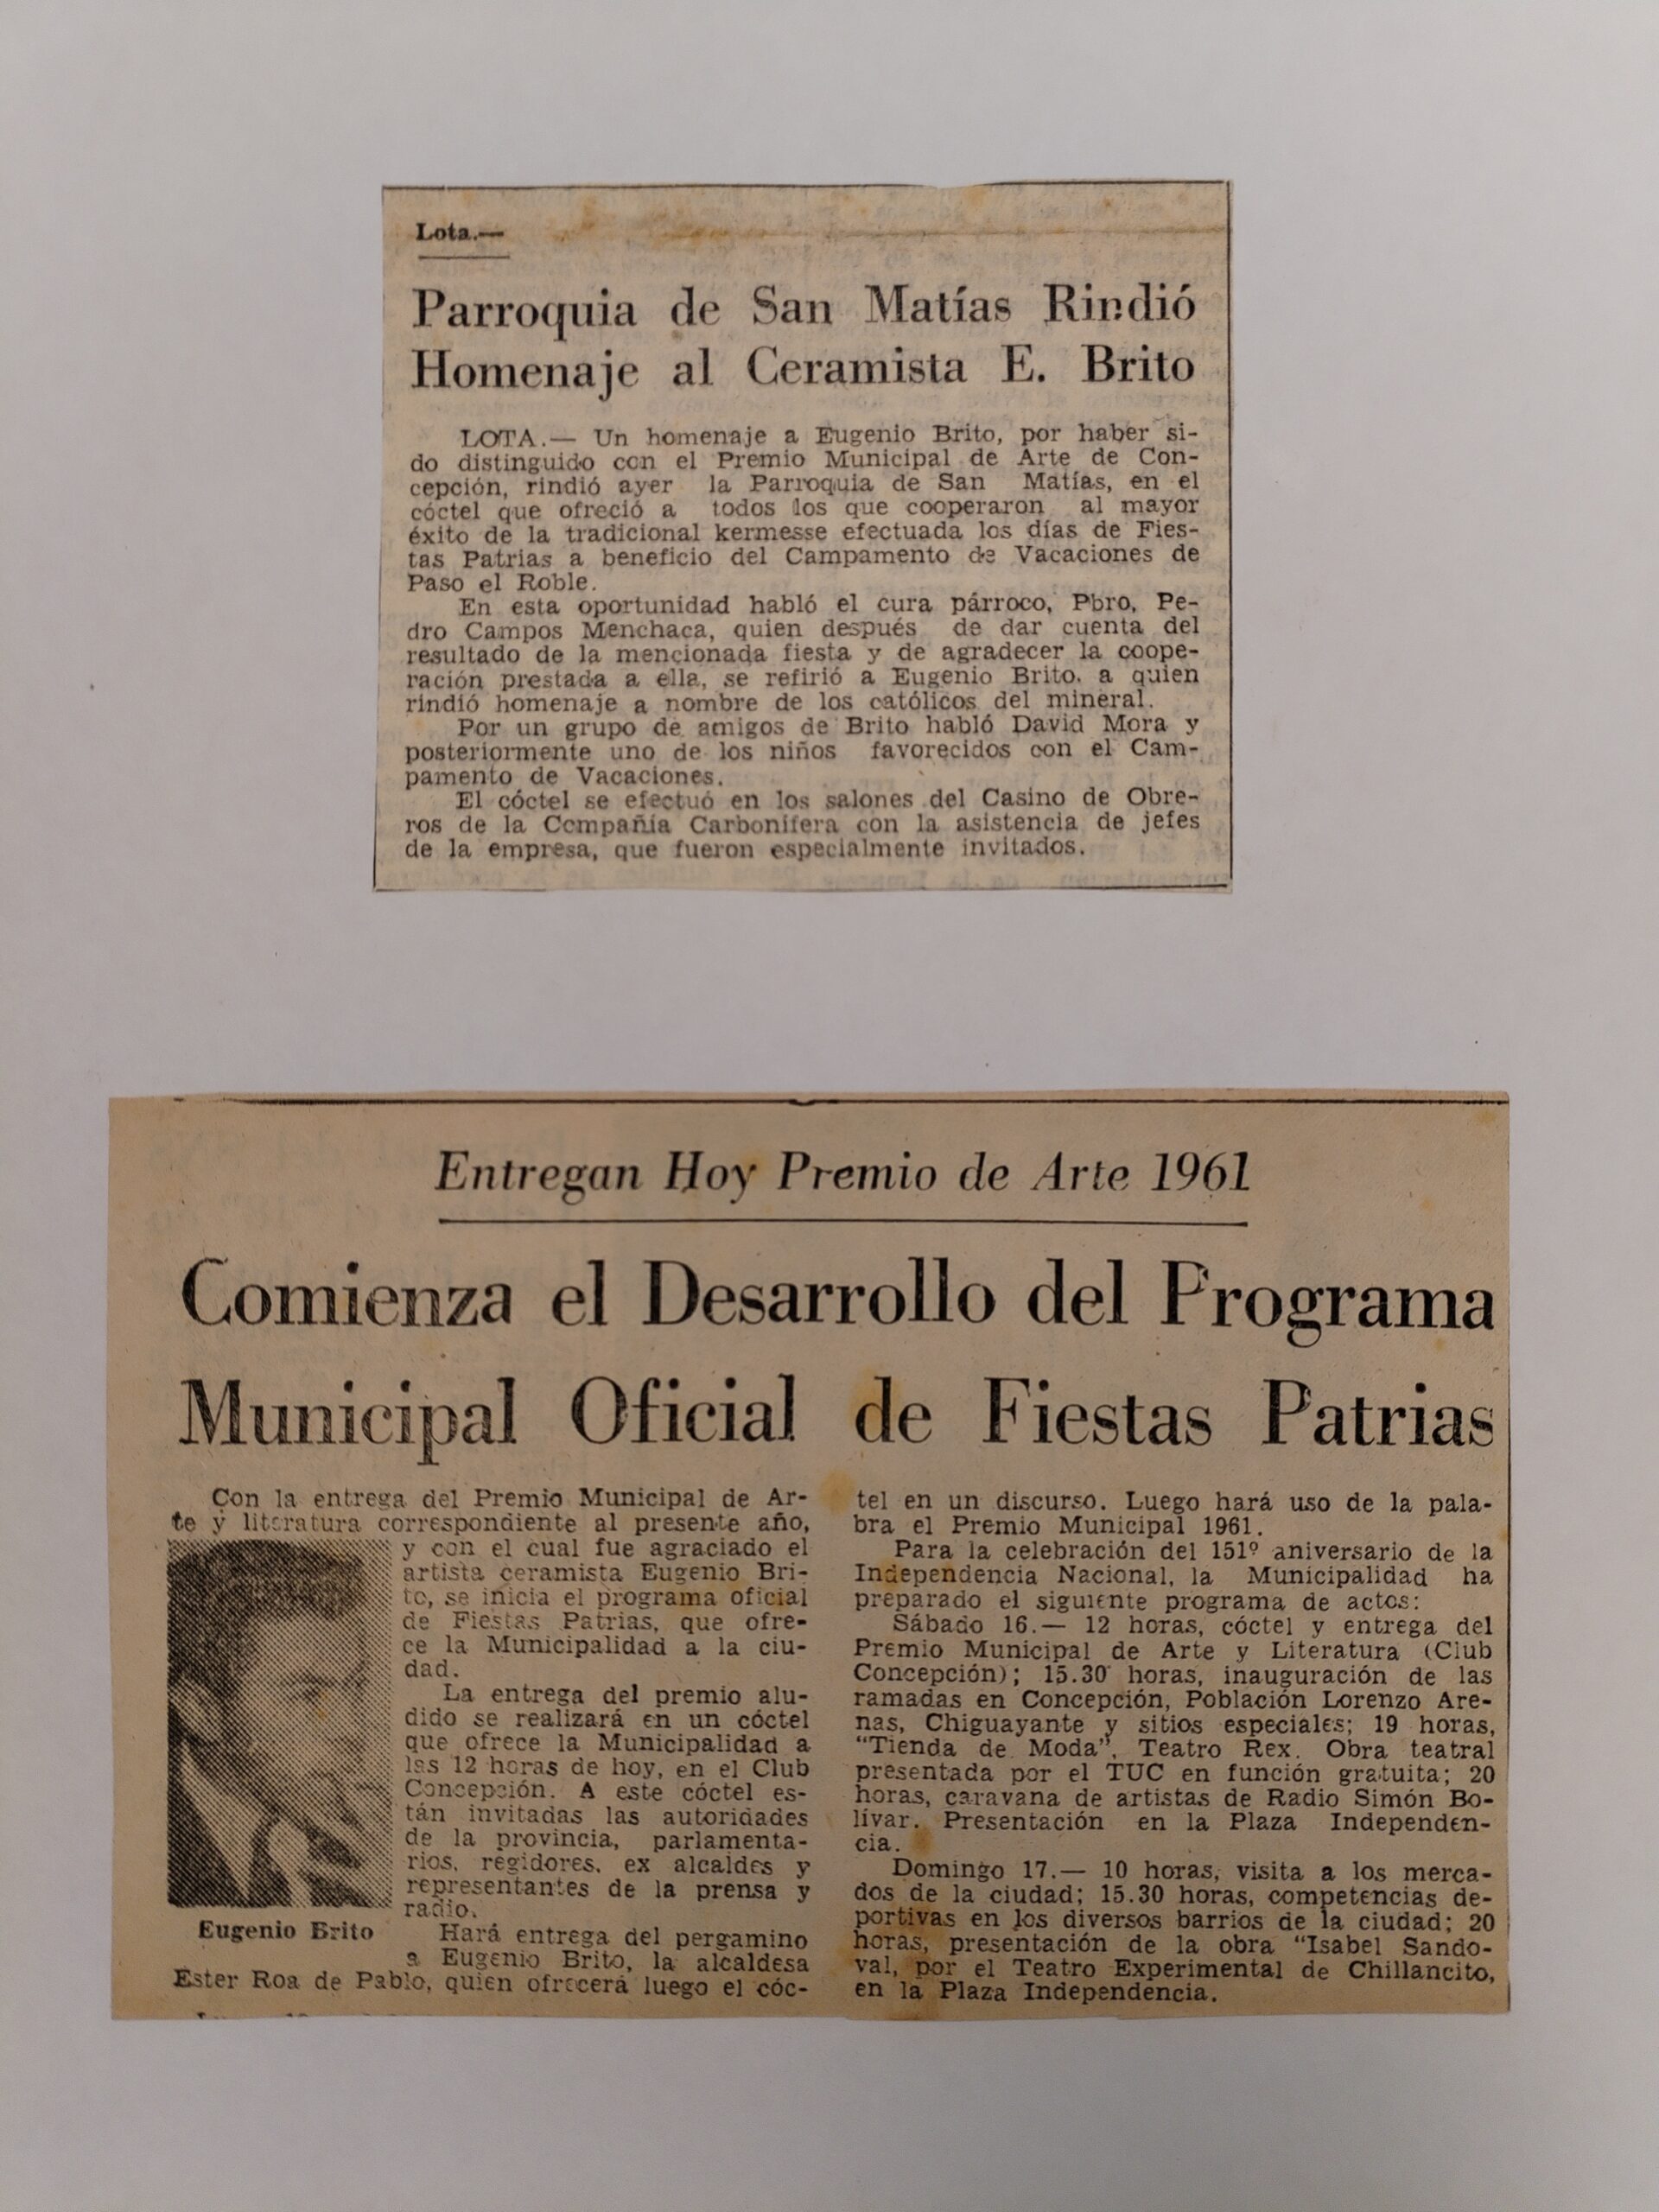 Lota.—
Parroquia de San Matías Rindió
Homenaje al Ceramista E. Brito
LOTA.— Un homenaje a Eugenio Brito, por haber si-
do distinguido con el Premio Municipal de Arte de Con-
cepción, rindió ayer la Parroquia de San Matías, en el
cóctel que ofreció a todos los que cooperaron al mayor
éxito de la tradicional kermesse efectuada los días de Fies-
tas Patrias a beneficio del Campamento de Vacaciones de
Paso el Roble.
En esta oportunidad habló el cura párroco, Pbro, Pe-
dro Campos Menchaca, quien después de dar cuenta del
resultado de la mencionada fiesta y de agradecer la coope-
ración prestada a ella, se refirió a Eugenio Brito, a quien
rindió homenaje a nombre de los católicos del mineral.
Por un grupo de amigos de Brito habló David Mora y
posteriormente uno de los niños favorecidos con el Cam-
pamento de Vacaciones.
El cóctel se efectuó en los salones del Casino de Obre-
ros de la Compañía Carbonífera con la asistencia de jefes
de la empresa, que fueron especialmente invitados.
Entregan Hoy Premio de Arte 1961
Comienza el Desarrollo del Programa
Municipal Oficial de Fiestas Patrias
Con la entrega del Premio Municipal de Ar-
te y literatura correspondiente al presente año,
y con el cual fue agraciado el
artista ceramista Eugenio Bri-
to, se inicia el programa oficial
de Fiestas Patrias, que ofre-
ce la Municipalidad a la ciu-
dad.
La entrega del premio alu-
dido se realizará en un cóctel
que ofrece la Municipalidad a
las 12 horas de hoy, en el Club
Concepción. A este cóctel es-
tán invitadas las autoridades
de la provincia, parlamenta-
rios, regidores, ex alcaldes y
representantes de la prensa y
radio.
Eugenio Brito
Hará entrega del pergamino
a Eugenio Brito, la alcaldesa
Ester Roa de Pablo, quien ofrecerá luego el cóc-
tel en un discurso. Luego hará uso de la pala-
bra el Premio Municipal 1961.
Para la celebración del 151º aniversario de la
Independencia Nacional, la Municipalidad ha
preparado el siguiente programa de actos:
Sábado 16.— 12 horas, cóctel y entrega del
Premio Municipal de Arte y Literatura (Club
Concepción); 15.30 horas, inauguración de las
ramadas en Concepción, Población Lorenzo Are-
nas, Chiguayante y sitios especiales; 19 horas,
"Tienda de Moda", Teatro Rex. Obra teatral
presentada por el TUC en función gratuita; 20
horas, caravana de artistas de Radio Simón Bo-
lívar. Presentación en la Plaza Independen-
cia.
Domingo 17.— 10 horas, visita a los merca-
dos de la ciudad; 15.30 horas, competencias de-
portivas en los diversos barrios de la ciudad; 20
horas, presentación de la obra "Isabel Sando-
val, por el Teatro Experimental de Chillancito,
en la Plaza Independencia.